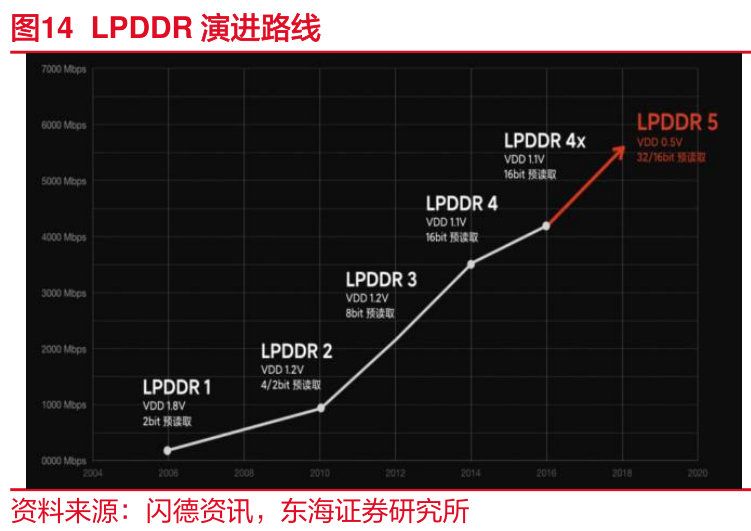 图14 LPDDR 演进路线
7000 Mbps
6000 Mbps
5000 Mbps
4000 Mbps
3000 Mbps
2000 Mbps
1000 Mbps
0000 Mbps
LPDDR 1
VDD 1.8V
2bit 预读取
LPDDR 2
VDD 1.2V
4/2bit 预读取
LPDDR 3
VDD 1.2V
8bit 预读取
LPDDR 4
VDD 1.1V
16bit 预读取
LPDDR 4x
VDD 1.1V
16bit 预读取
LPDDR 5
VDD 0.5V
32/16bit 预读取
2004 2006 2008 2010 2012 2014 2016 2018 2020
资料来源：闪德资讯，东海证券研究所